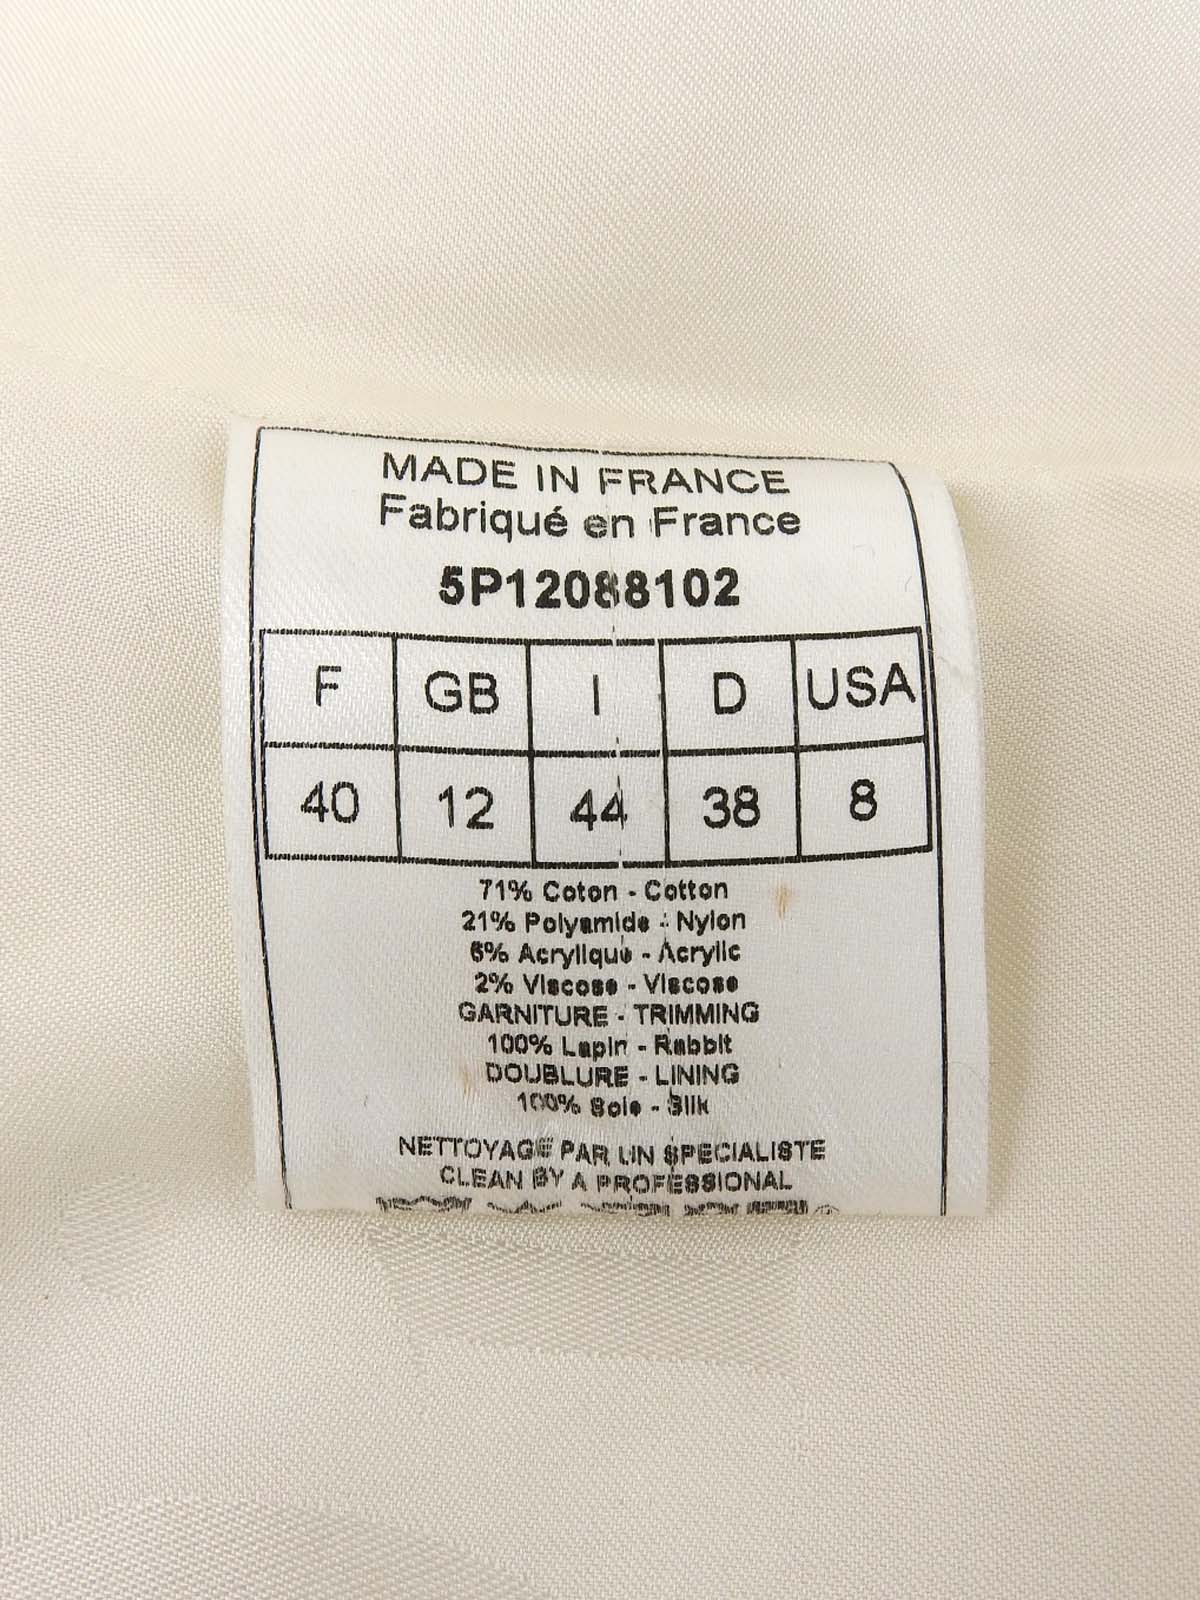 MADE IN FRANCE
Fabriqué en France
5P12088102
F GB I D USA
40 12 44 38 8
71% Coton - Cotton
21% Polyamide - Nylon
6% Acrylique - Acrylic
2% Viscose - Viscose
GARNITURE - TRIMMING
100% Lapin - Rabbit
DOUBLURE - LINING
100% Soie - Silk
NETTOYAGE PAR UN SPECIALISTE
CLEAN BY A PROFESSIONAL